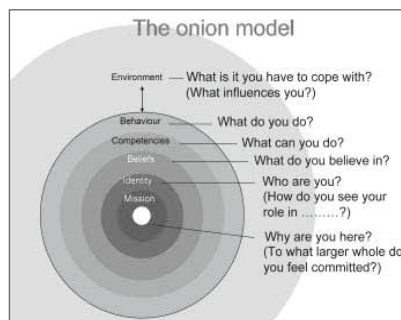 The onion model
Environment
What is it you have to cope with?
(What influences you?)
Behaviour
What do you do?
Competencies
What can you do?
Beliefs
What do you believe in?
Identity
Who are you?
(How do you see your
role in .........?)
Mission
Why are you here?
(To what larger whole do
you feel committed?)